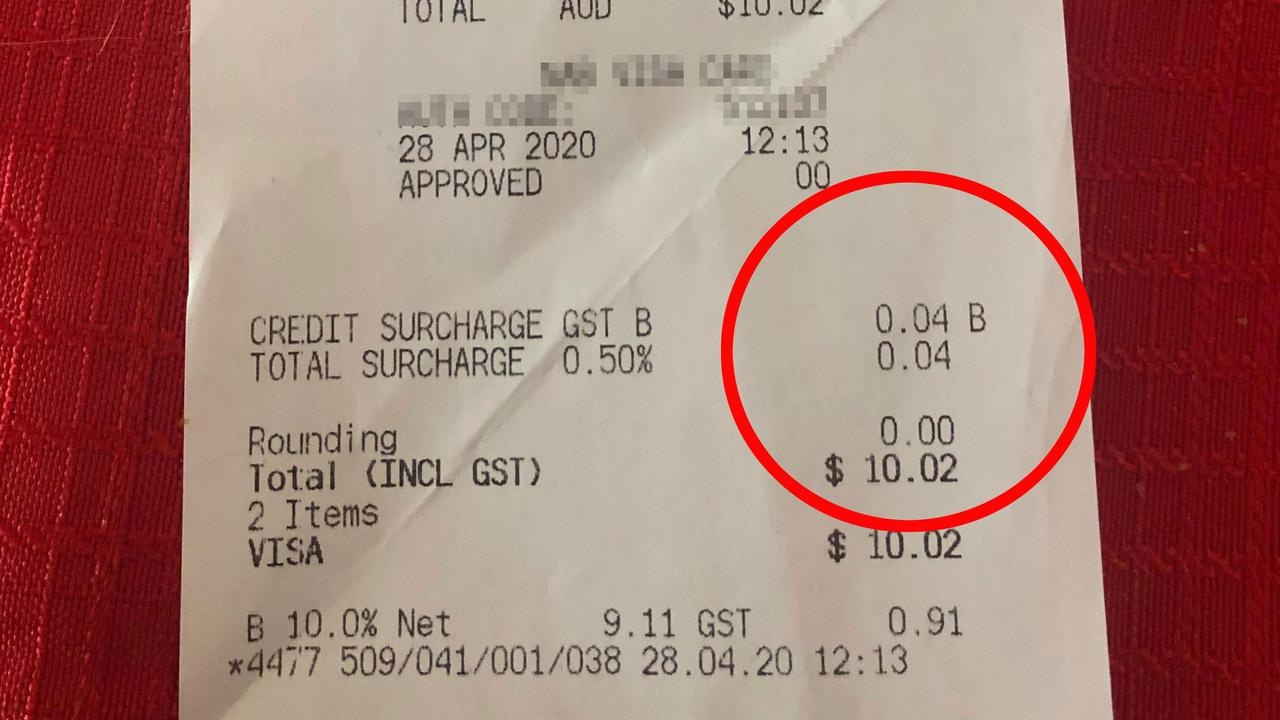 TOTAL AUD $10.02
28 APR 2020 12:13
APPROVED 00
CREDIT SURCHARGE GST B 0.04 B
TOTAL SURCHARGE 0.50% 0.04
Rounding 0.00
Total (INCL GST) $ 10.02
2 Items
VISA $ 10.02
B 10.0% Net 9.11 GST 0.91
*4477 509/041/001/038 28.04.20 12:13